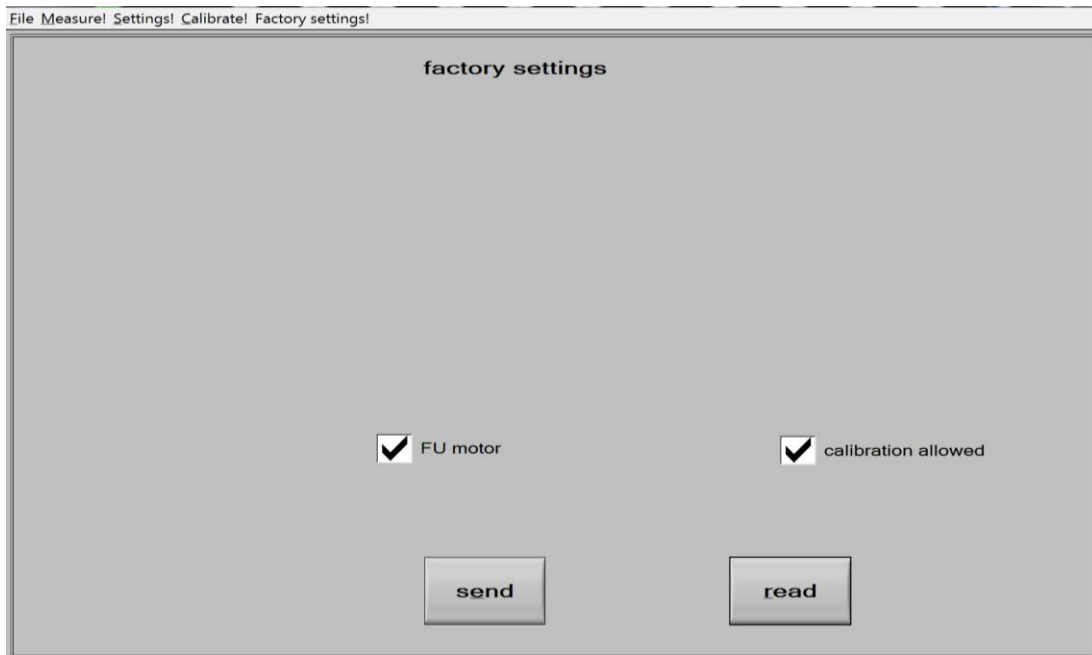 File Measure! Settings! Calibrate! Factory settings!
factory settings
FU motor
calibration allowed
send
read